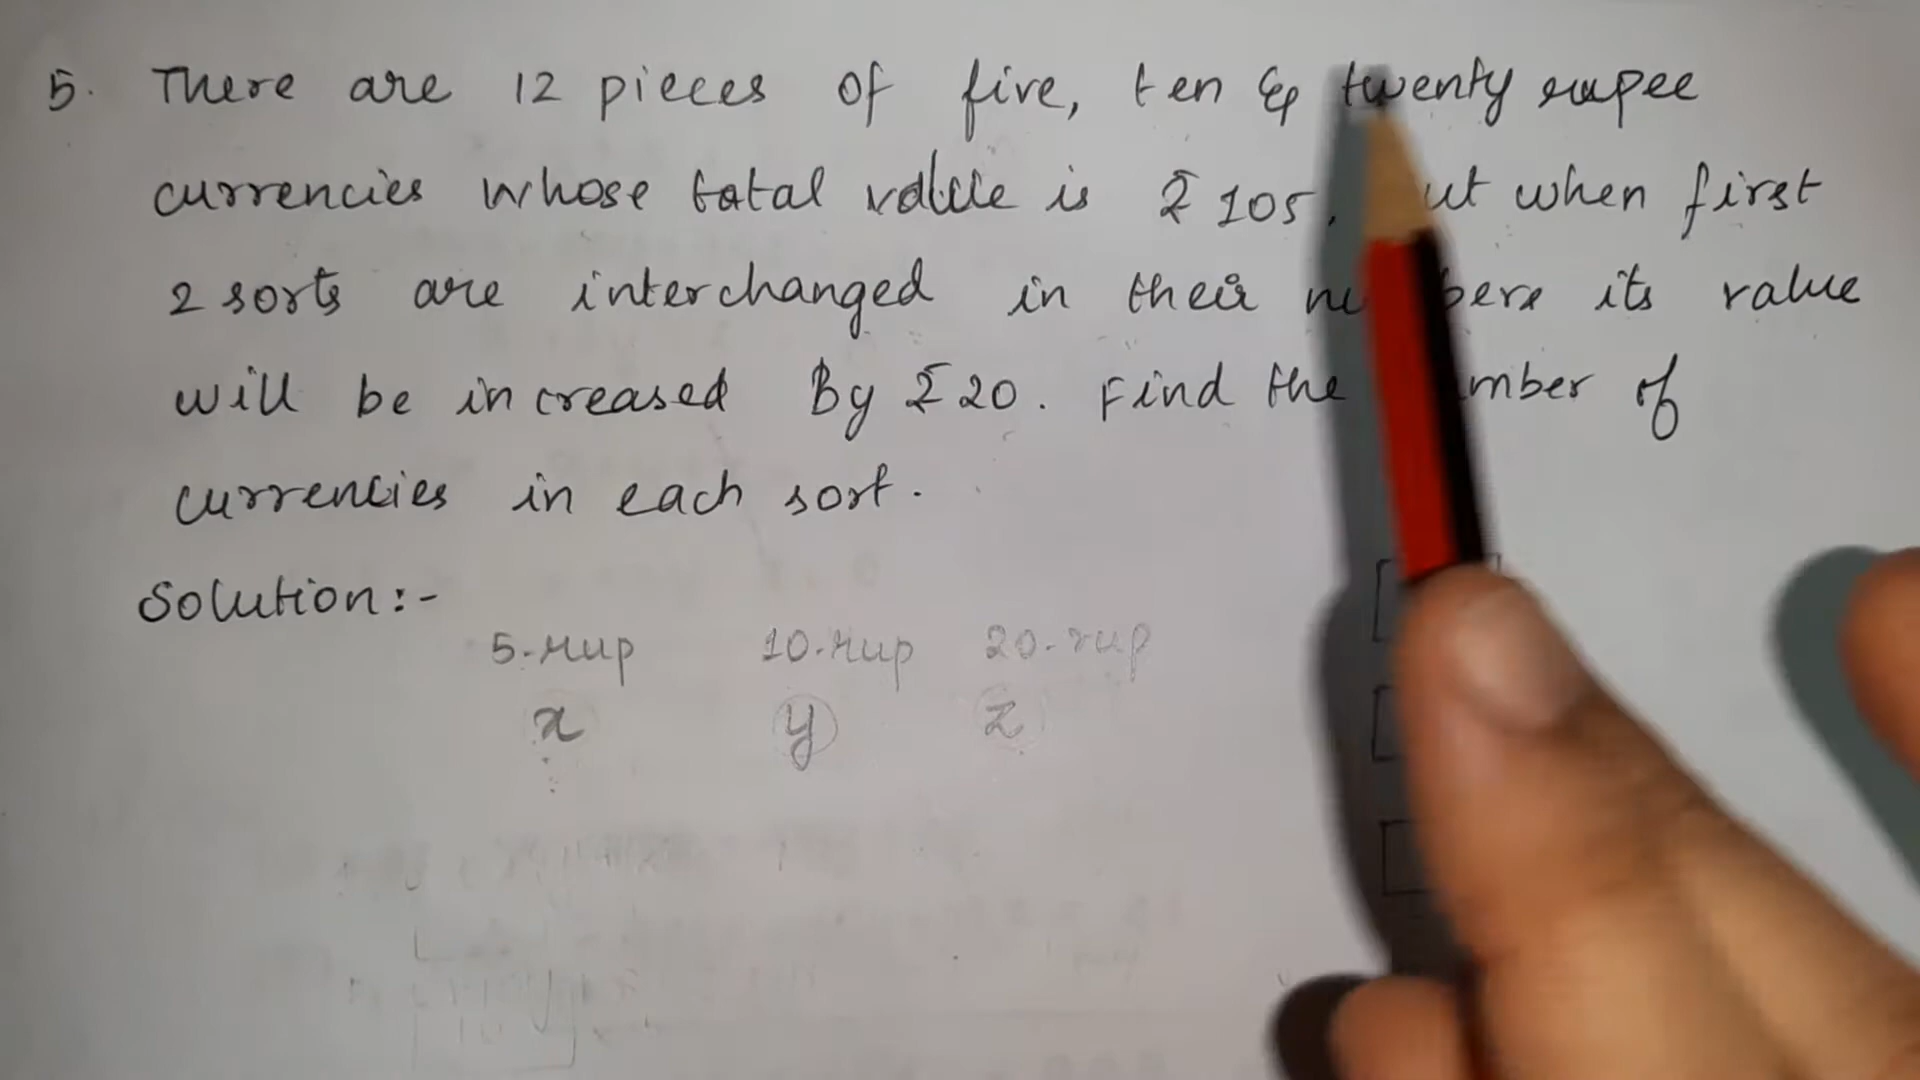 5. There are 12 pieces of five, ten & twenty rupee
currencies whose total value is ₹105. ut when first
2 sorts are interchanged in their its value
will be increased By ₹20. Find the mber of
currencies in each sort.
Solution:-
5-rup 10-rup 20-rup
x y z